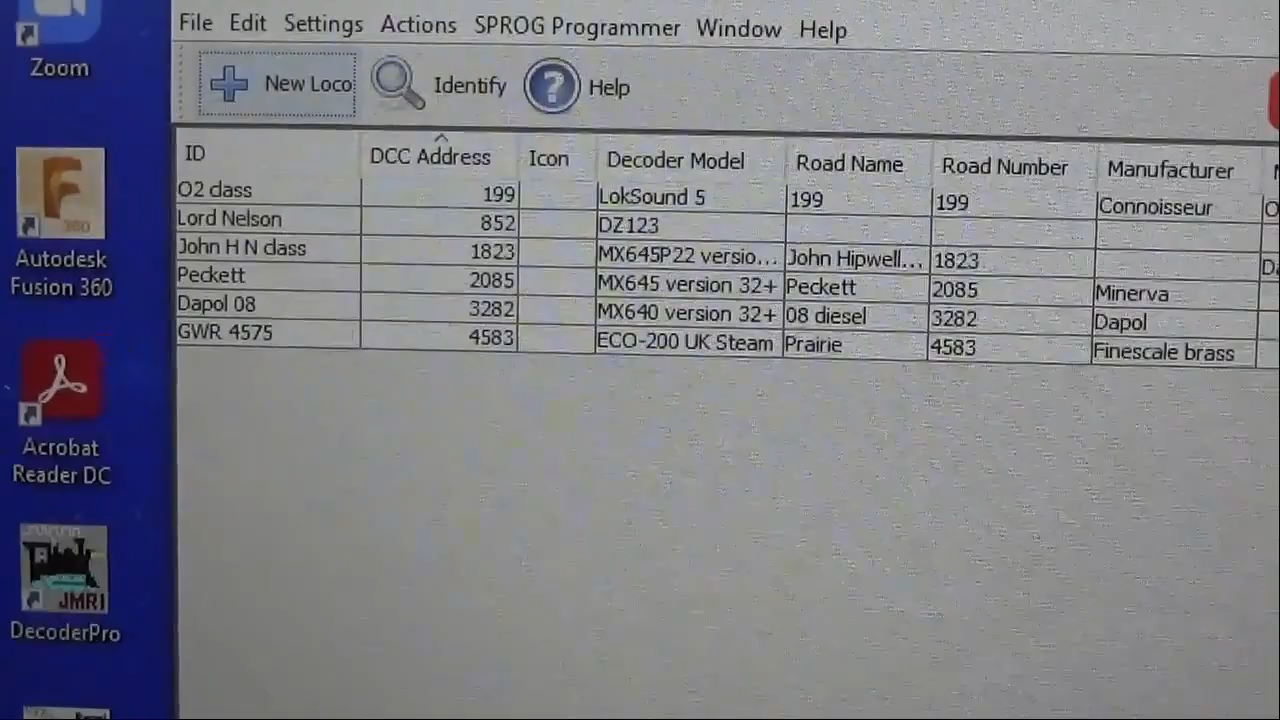 File Edit Settings Actions SPROG Programmer Window Help
New Loco Identify Help
ID DCC Address Icon Decoder Model Road Name Road Number Manufacturer
O2 class 199 LokSound 5 199 199 Connoisseur
Lord Nelson 852 DZ123
John H N class 1823 MX645P22 versio... John Hipwell... 1823
Peckett 2085 MX645 version 32+ Peckett 2085 Minerva
Dapol 08 3282 MX640 version 32+ 08 diesel 3282 Dapol
GWR 4575 4583 ECO-200 UK Steam Prairie 4583 Finescale brass
Zoom
Autodesk
Fusion 360
Acrobat
Reader DC
JMRI
DecoderPro